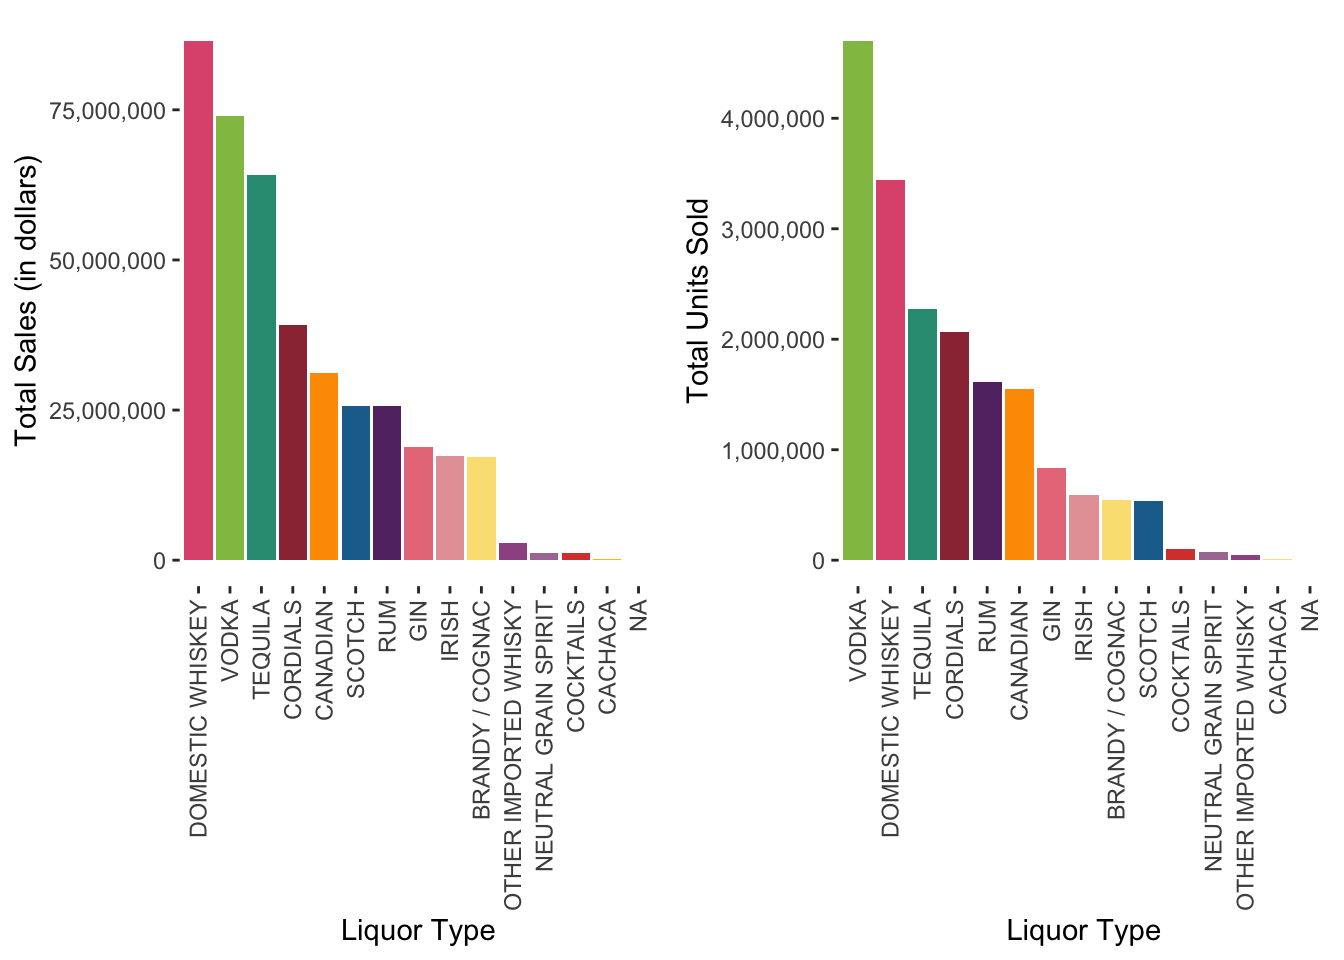 Total Sales (in dollars)
75,000,000
50,000,000
25,000,000
0
DOMESTIC WHISKEY
VODKA
TEQUILA
CORDIALS
CANADIAN
SCOTCH
RUM
GIN
IRISH
BRANDY / COGNAC
OTHER IMPORTED WHISKY
NEUTRAL GRAIN SPIRIT
COCKTAILS
CACHACA
NA
Liquor Type
Total Units Sold
4,000,000
3,000,000
2,000,000
1,000,000
0
VODKA
DOMESTIC WHISKEY
TEQUILA
CORDIALS
RUM
CANADIAN
GIN
IRISH
BRANDY / COGNAC
SCOTCH
COCKTAILS
NEUTRAL GRAIN SPIRIT
OTHER IMPORTED WHISKY
CACHACA
NA
Liquor Type